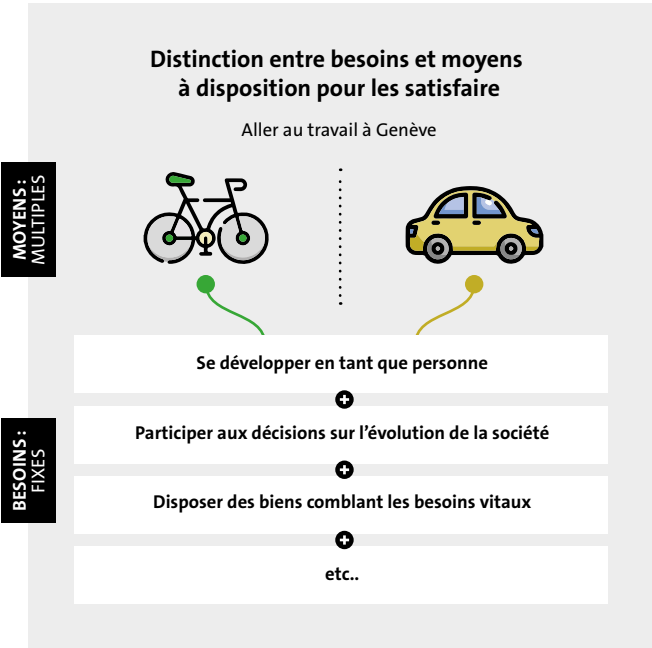 Distinction entre besoins et moyens
à disposition pour les satisfaire
Aller au travail à Genève
MOYENS :
MULTIPLES
Se développer en tant que personne
Participer aux décisions sur l’évolution de la société
BESOINS :
FIXES
Disposer des biens comblant les besoins vitaux
etc..